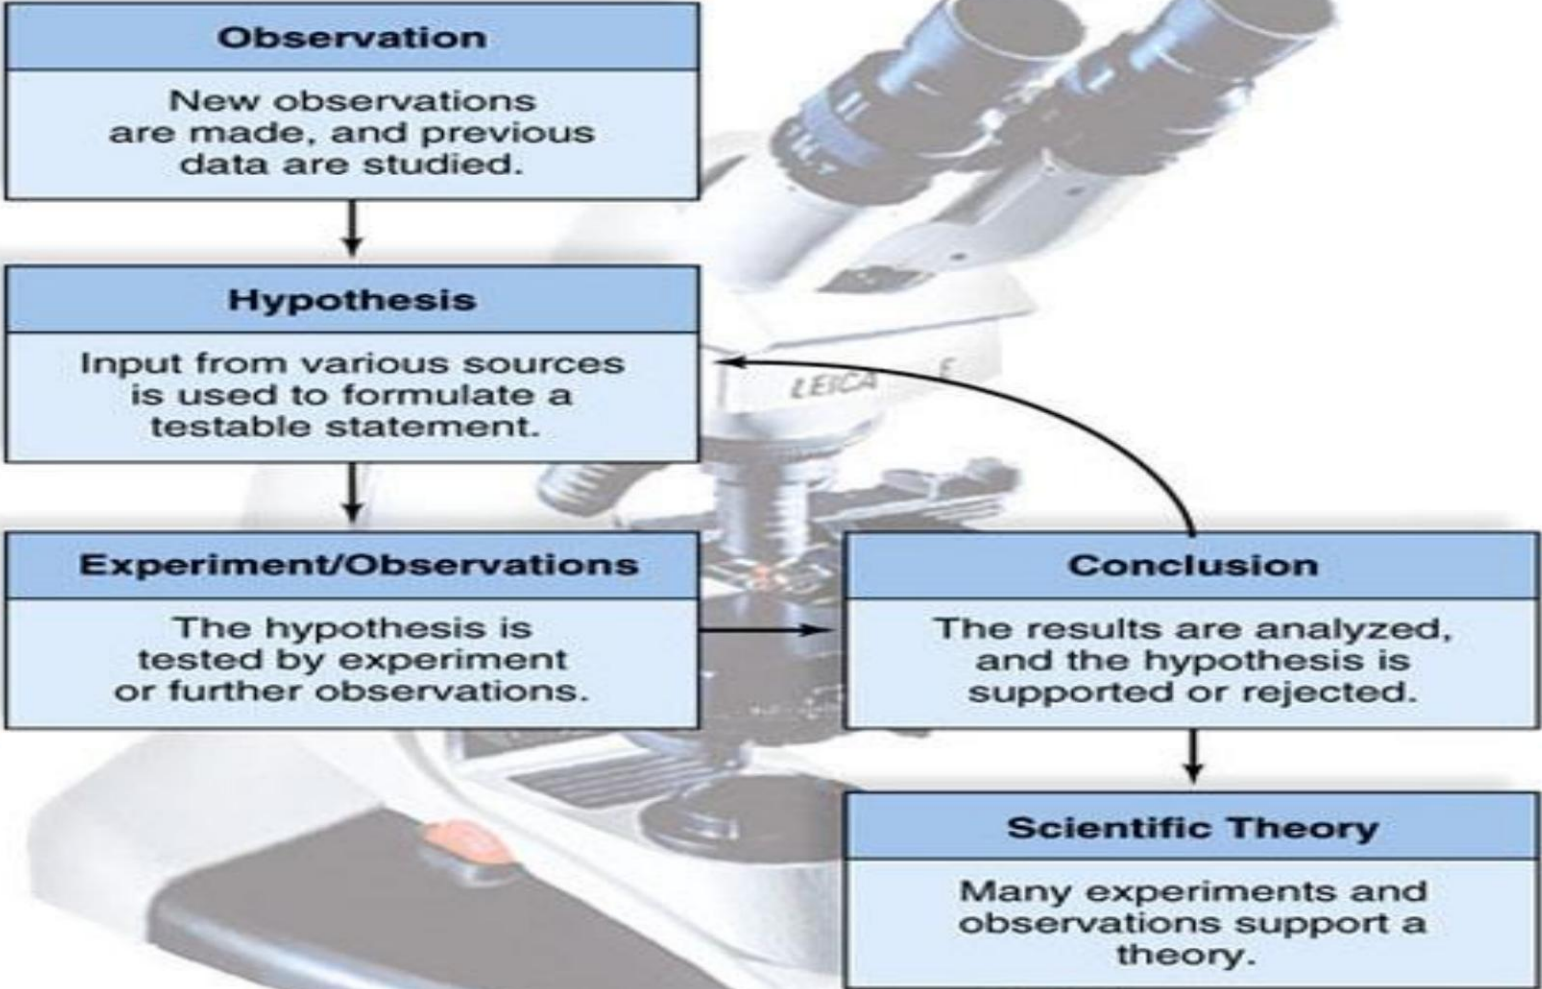 Observation
New observations
are made, and previous
data are studied.
Hypothesis
Input from various sources
is used to formulate a
testable statement.
LEICA E
Experiment/Observations
The hypothesis is
tested by experiment
or further observations.
Conclusion
The results are analyzed,
and the hypothesis is
supported or rejected.
Scientific Theory
Many experiments and
observations support a
theory.